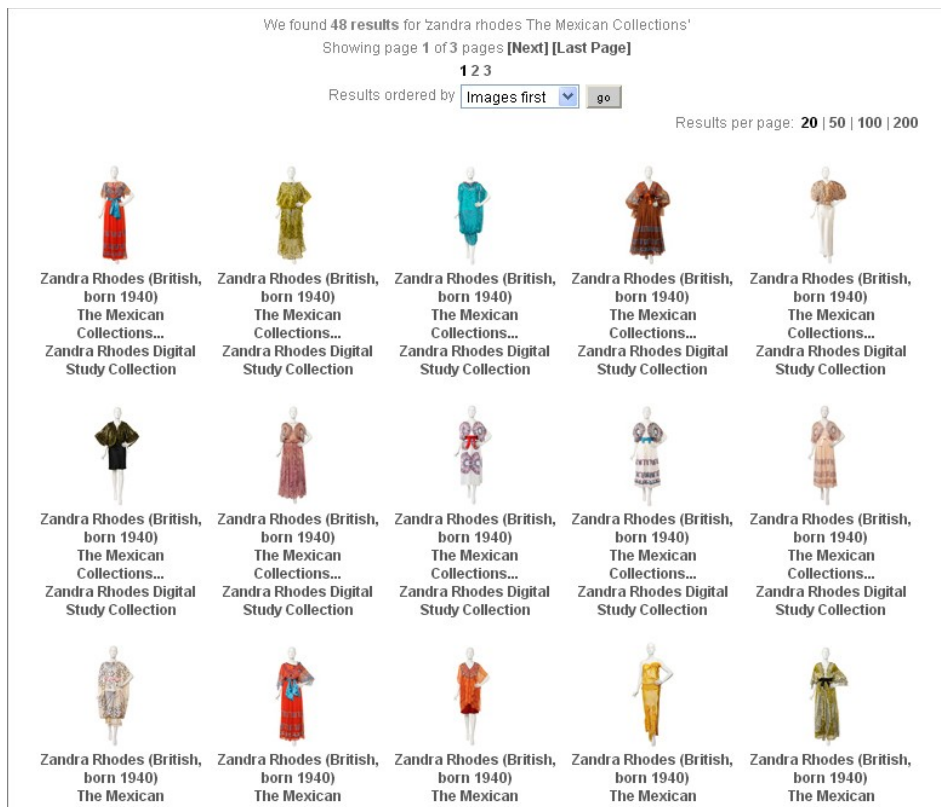 We found 48 results for 'zandra rhodes The Mexican Collections'
Showing page 1 of 3 pages [Next] [Last Page]
1 2 3
Results ordered by Images first go
Results per page: 20 | 50 | 100 | 200
Zandra Rhodes (British, born 1940)
The Mexican Collections...
Zandra Rhodes Digital Study Collection
Zandra Rhodes (British, born 1940)
The Mexican Collections...
Zandra Rhodes Digital Study Collection
Zandra Rhodes (British, born 1940)
The Mexican Collections...
Zandra Rhodes Digital Study Collection
Zandra Rhodes (British, born 1940)
The Mexican Collections...
Zandra Rhodes Digital Study Collection
Zandra Rhodes (British, born 1940)
The Mexican Collections...
Zandra Rhodes Digital Study Collection
Zandra Rhodes (British, born 1940)
The Mexican Collections...
Zandra Rhodes Digital Study Collection
Zandra Rhodes (British, born 1940)
The Mexican Collections...
Zandra Rhodes Digital Study Collection
Zandra Rhodes (British, born 1940)
The Mexican Collections...
Zandra Rhodes Digital Study Collection
Zandra Rhodes (British, born 1940)
The Mexican Collections...
Zandra Rhodes Digital Study Collection
Zandra Rhodes (British, born 1940)
The Mexican Collections...
Zandra Rhodes Digital Study Collection
Zandra Rhodes (British, born 1940)
The Mexican
Zandra Rhodes (British, born 1940)
The Mexican
Zandra Rhodes (British, born 1940)
The Mexican
Zandra Rhodes (British, born 1940)
The Mexican
Zandra Rhodes (British, born 1940)
The Mexican